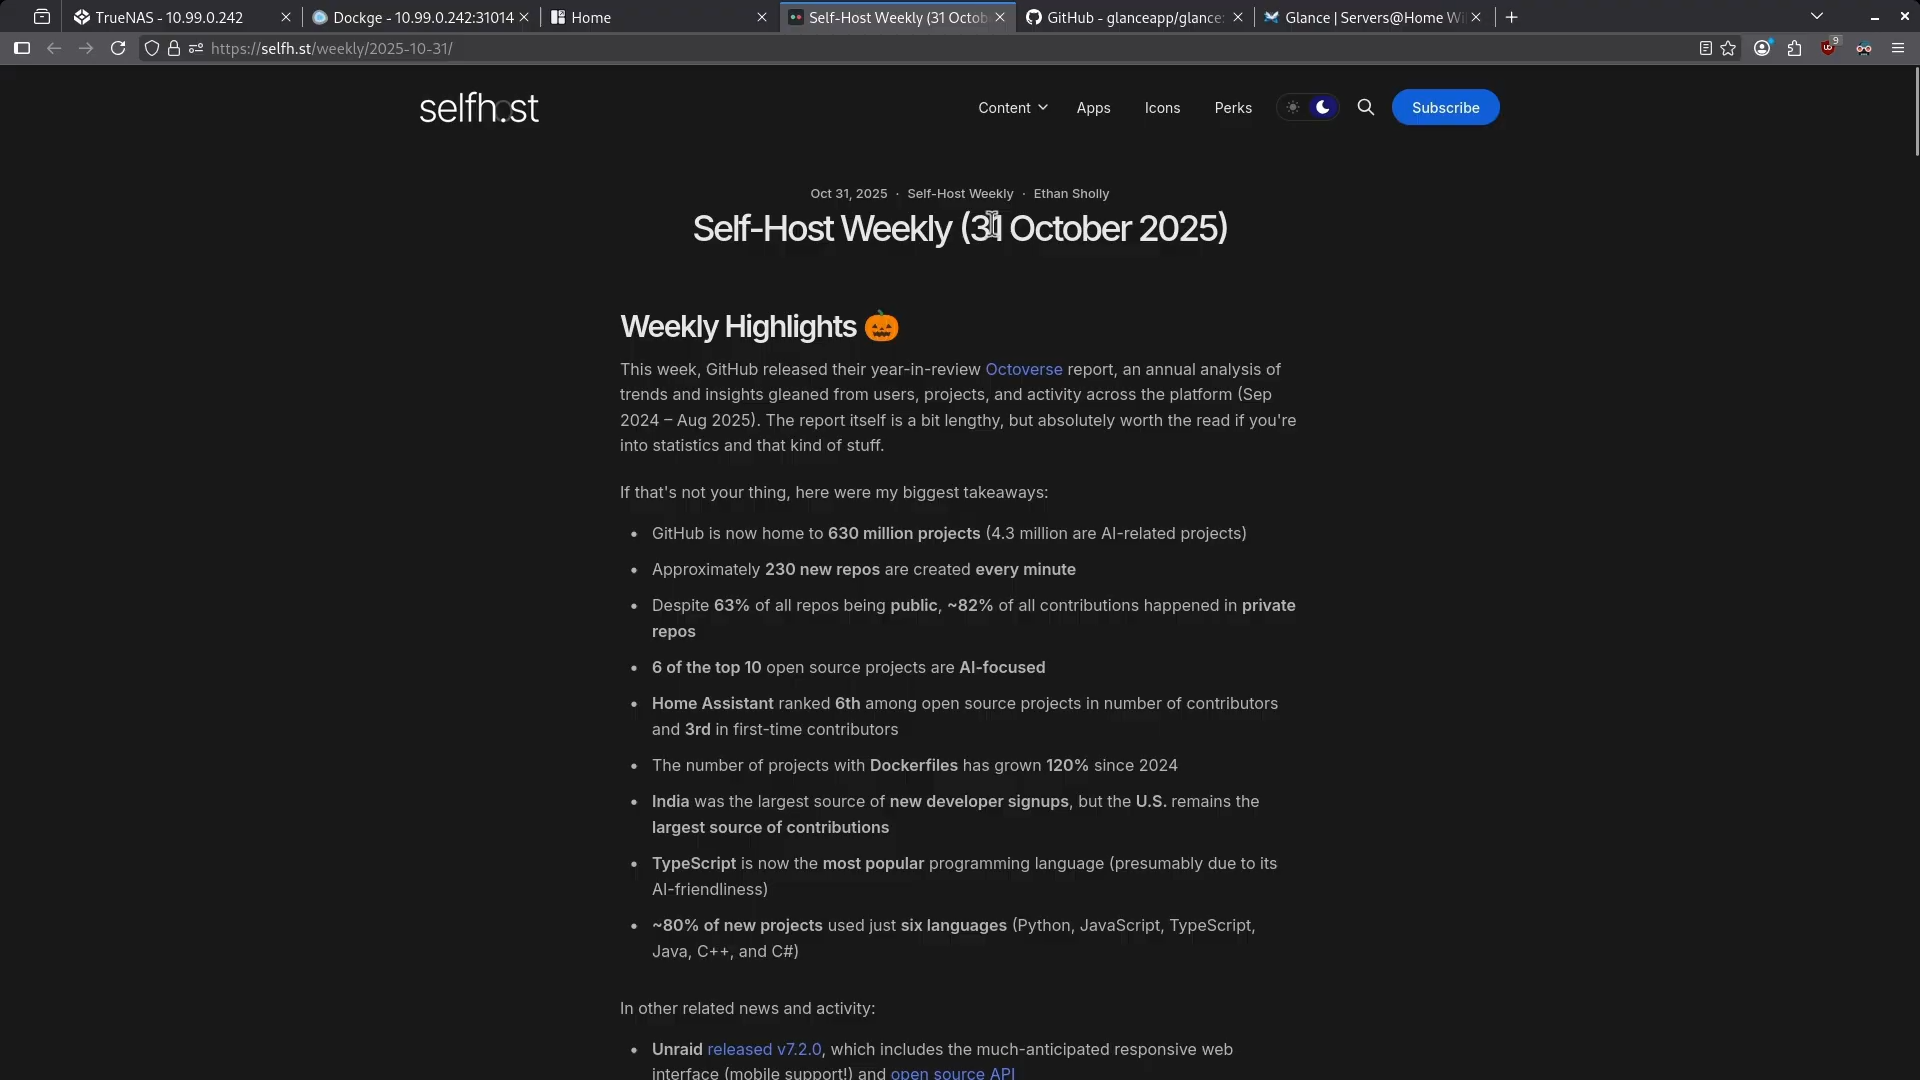 TrueNAS - 10.99.0.242
Dockge - 10.99.0.242:31014
Home
Self-Host Weekly (31 Octob
GitHub - glanceapp/glance:
Glance | Servers@Home Wi
https://selfh.st/weekly/2025-10-31/
9
selfh.st
Content
Apps
Icons
Perks
Subscribe
Oct 31, 2025 · Self-Host Weekly · Ethan Sholly
Self-Host Weekly (31 October 2025)
Weekly Highlights 🎃
This week, GitHub released their year-in-review Octoverse report, an annual analysis of
trends and insights gleaned from users, projects, and activity across the platform (Sep
2024 – Aug 2025). The report itself is a bit lengthy, but absolutely worth the read if you're
into statistics and that kind of stuff.
If that's not your thing, here were my biggest takeaways:
• GitHub is now home to 630 million projects (4.3 million are AI-related projects)
• Approximately 230 new repos are created every minute
• Despite 63% of all repos being public, ~82% of all contributions happened in private
repos
• 6 of the top 10 open source projects are AI-focused
• Home Assistant ranked 6th among open source projects in number of contributors
and 3rd in first-time contributors
• The number of projects with Dockerfiles has grown 120% since 2024
• India was the largest source of new developer signups, but the U.S. remains the
largest source of contributions
• TypeScript is now the most popular programming language (presumably due to its
AI-friendliness)
• ~80% of new projects used just six languages (Python, JavaScript, TypeScript,
Java, C++, and C#)
In other related news and activity:
• Unraid released v7.2.0, which includes the much-anticipated responsive web
interface (mobile support!) and open source API